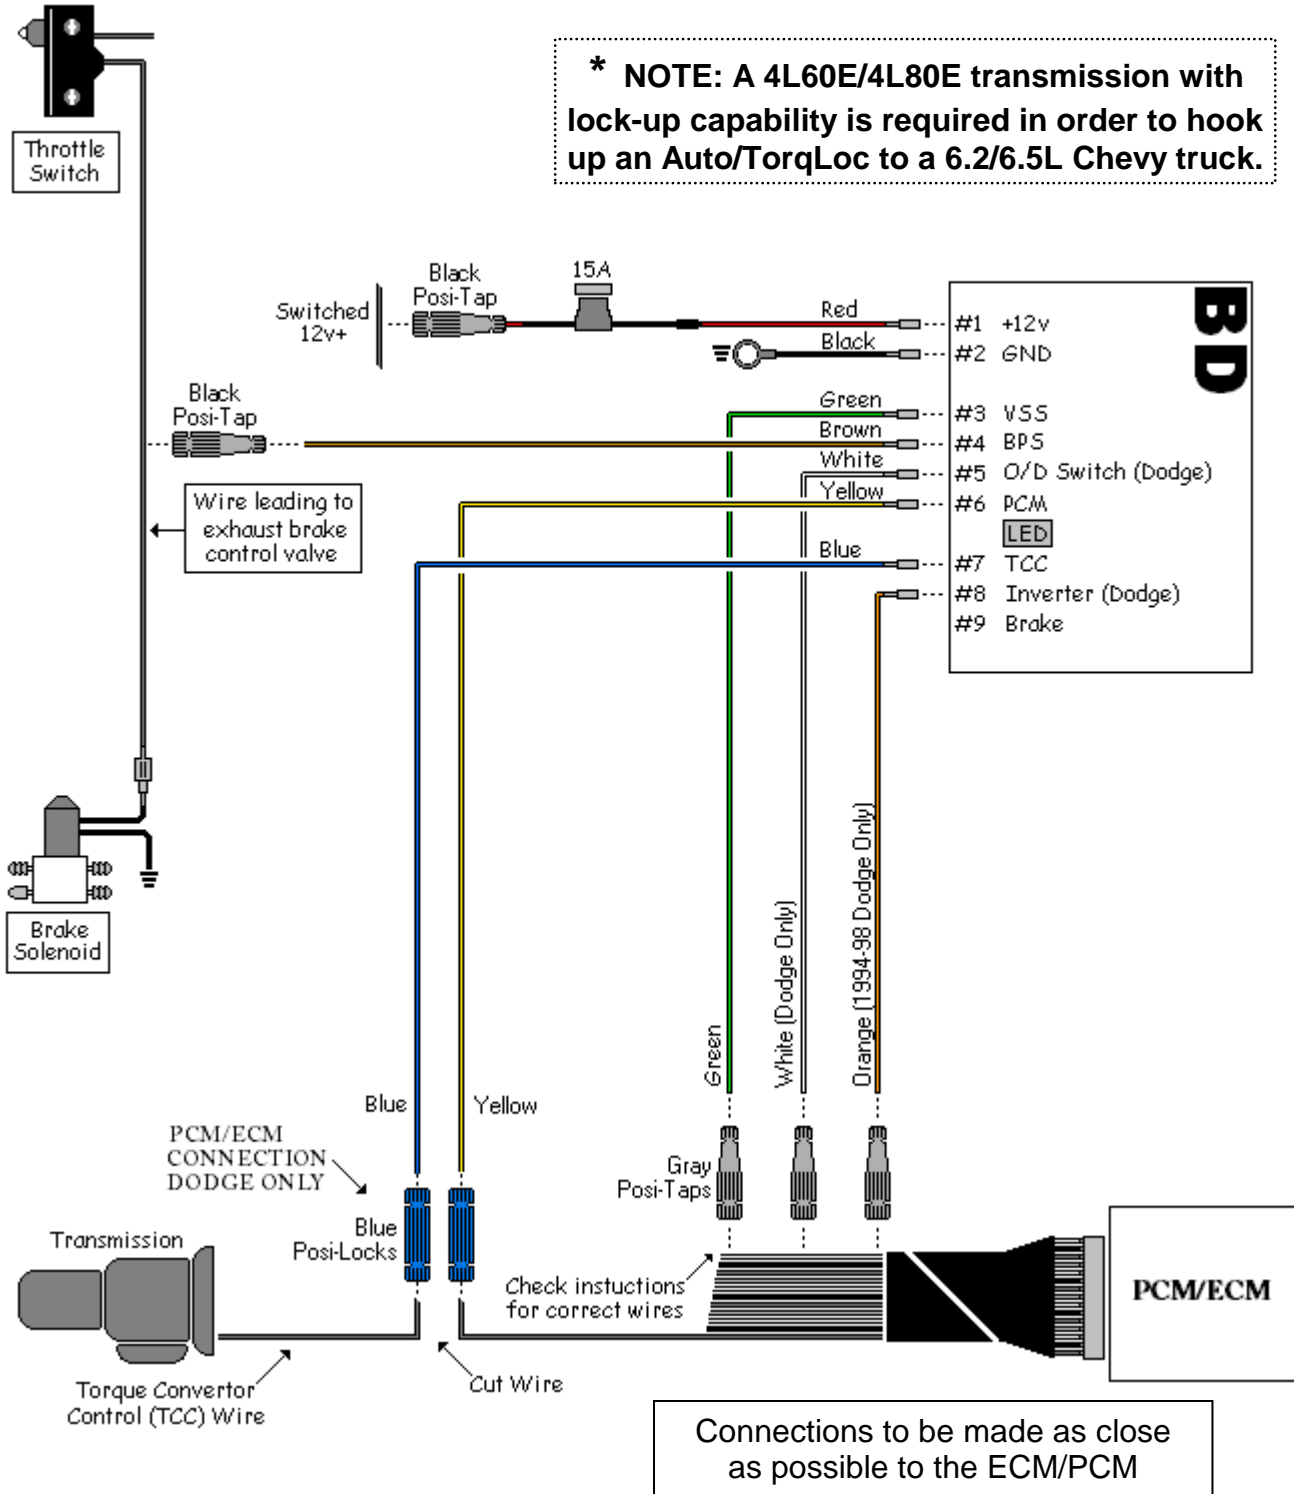 * NOTE: A 4L60E/4L80E transmission with
lock-up capability is required in order to hook
up an Auto/TorqLoc to a 6.2/6.5L Chevy truck.
Throttle
Switch
Switched
12v+
Black
Posi-Tap
15A
Red
Black
BD
#1 +12v
#2 GND
#3 VSS
#4 BPS
#5 O/D Switch (Dodge)
#6 PCM
LED
#7 TCC
#8 Inverter (Dodge)
#9 Brake
Black
Posi-Tap
Green
Brown
White
Yellow
Blue
Wire leading to
exhaust brake
control valve
Brake
Solenoid
Green
White (Dodge Only)
Orange (1994-98 Dodge Only)
Blue
Yellow
PCM/ECM
CONNECTION
DODGE ONLY
Blue
Posi-Locks
Gray
Posi-Taps
Transmission
Check instuctions
for correct wires
PCM/ECM
Torque Convertor
Control (TCC) Wire
Cut Wire
Connections to be made as close
as possible to the ECM/PCM